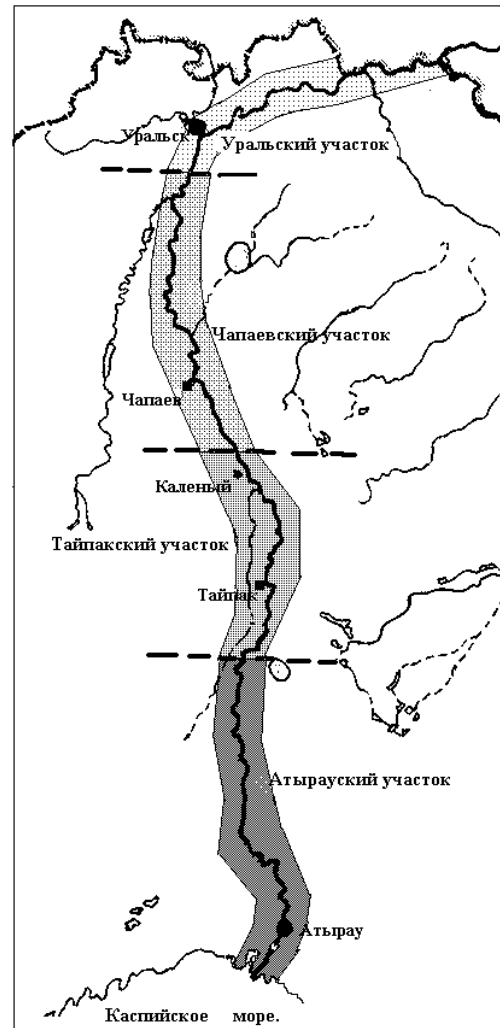 Уральск
Уральский участок
Чапаевский участок
Чапаев
Каленый
Тайпакский участок
Тайпак
Атырауский участок
Атырау
Каспийское море.